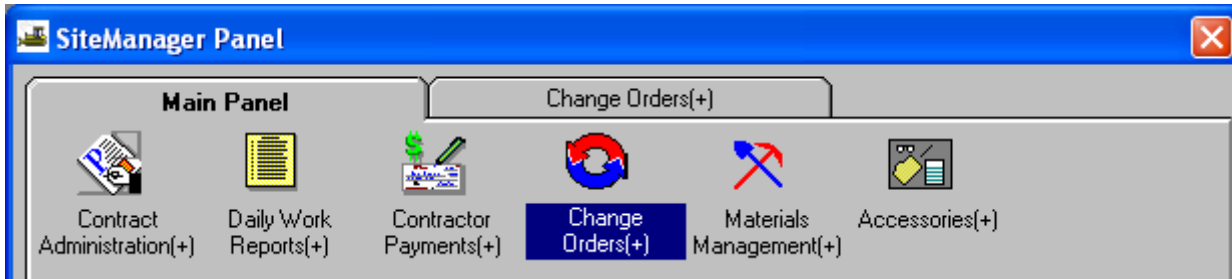 SiteManager Panel
Main Panel
Change Orders(+)
Contract
Administration(+)
Daily Work
Reports(+)
Contractor
Payments(+)
Change
Orders(+)
Materials
Management(+)
Accessories(+)